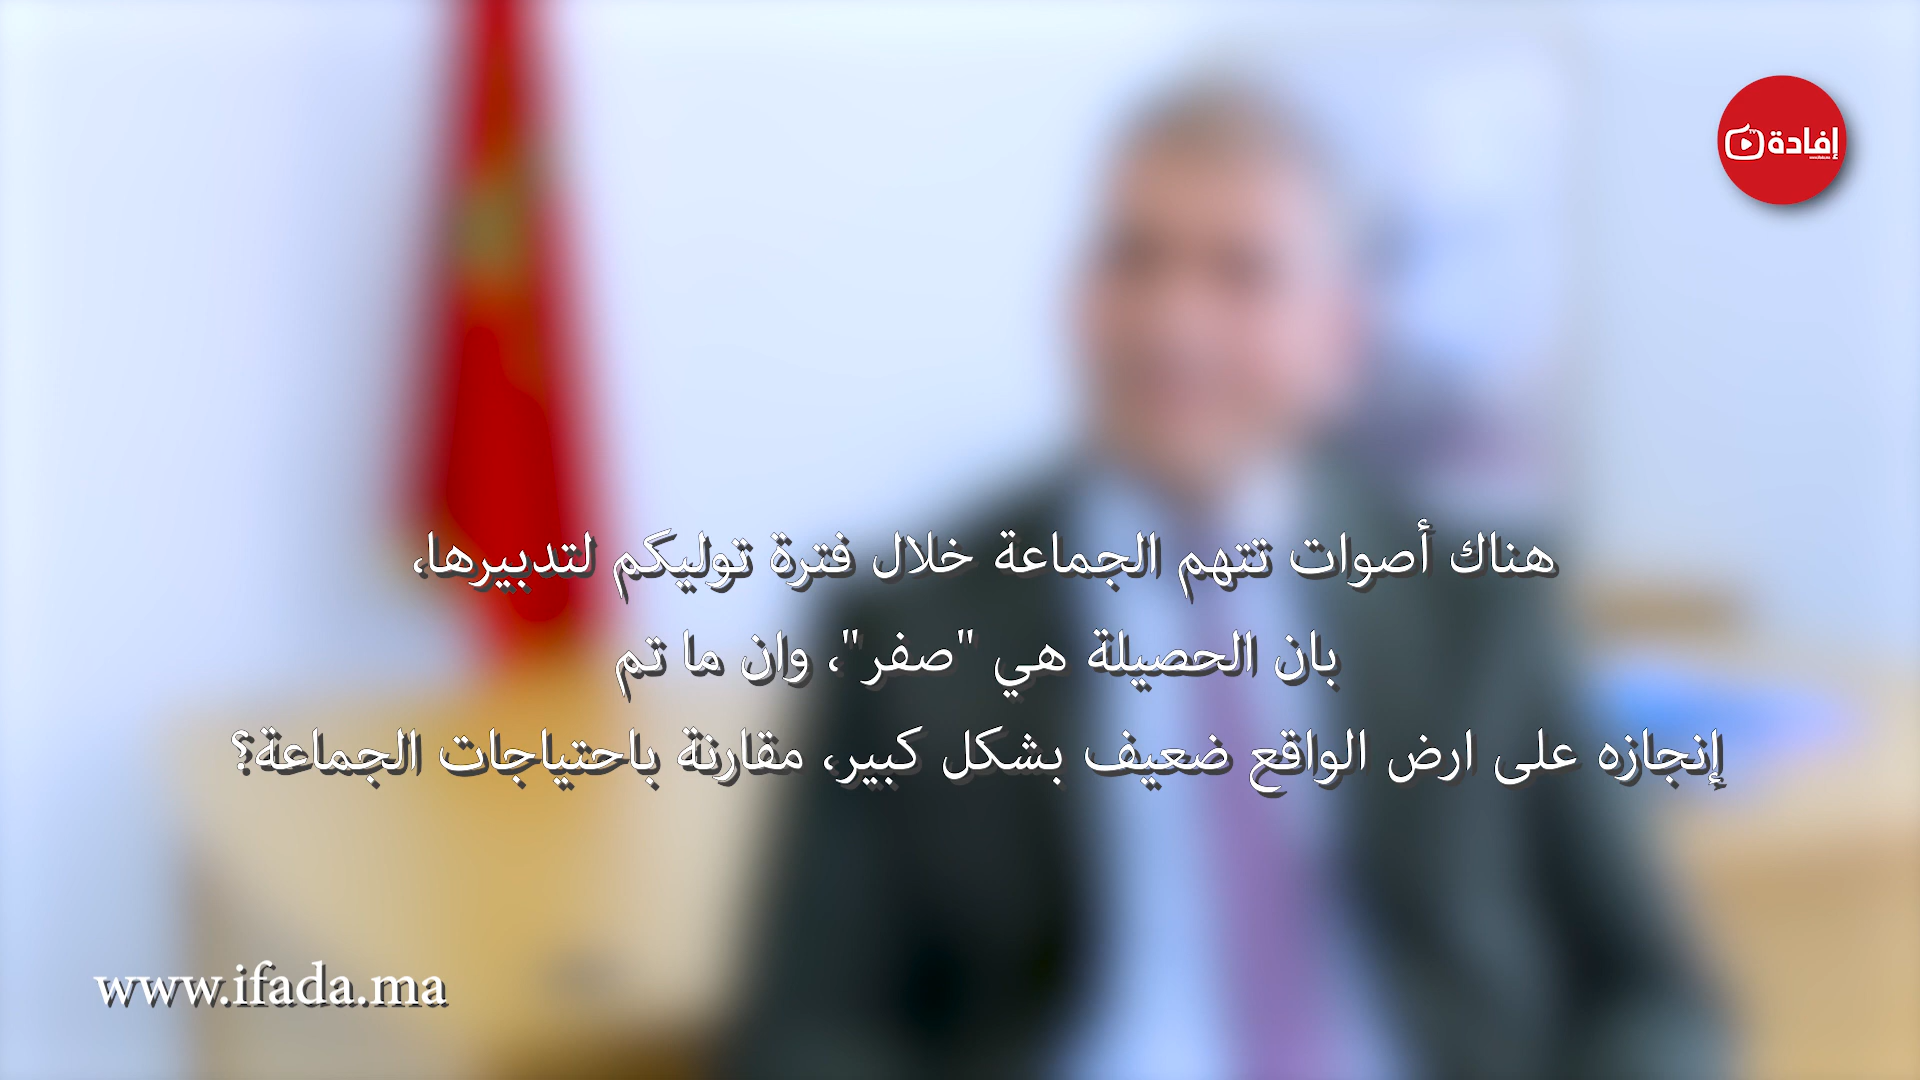 إفادة
هناك أصوات تتهم الجماعة خلال فترة توليكم لتدبيرها،
بان الحصيلة هي "صفر"، وان ما تم
إنجازه على ارض الواقع ضعيف بشكل كبير، مقارنة باحتياجات الجماعة؟
www.ifada.ma